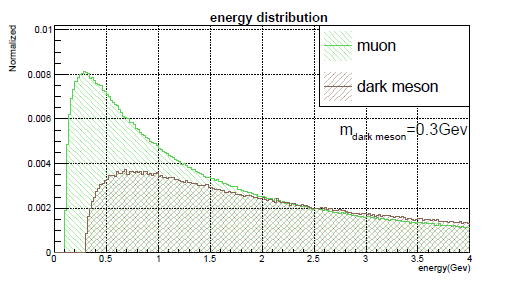 energy distribution
Normalized
0.01
0.008
0.006
0.004
0.002
0
muon
dark meson
m dark meson=0.3Gev
0 0.5 1 1.5 2 2.5 3 3.5 4
energy(Gev)